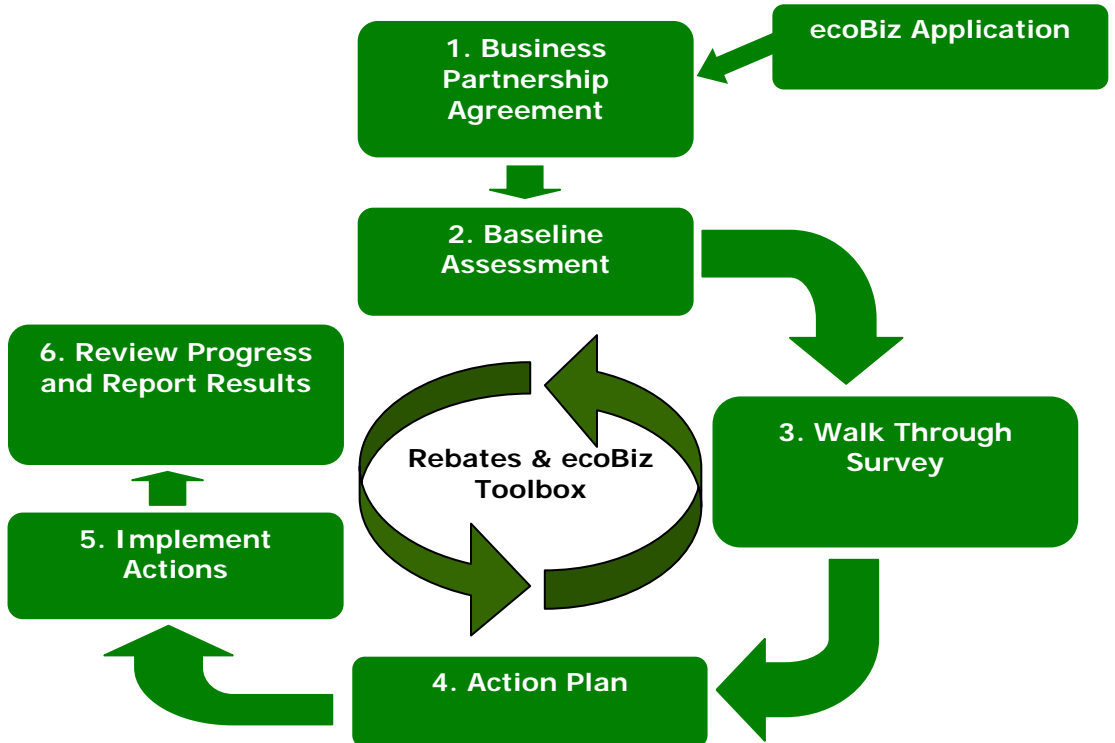 ecoBiz Application
1. Business
Partnership
Agreement
2. Baseline
Assessment
3. Walk Through
Survey
4. Action Plan
5. Implement
Actions
6. Review Progress
and Report Results
Rebates & ecoBiz
Toolbox